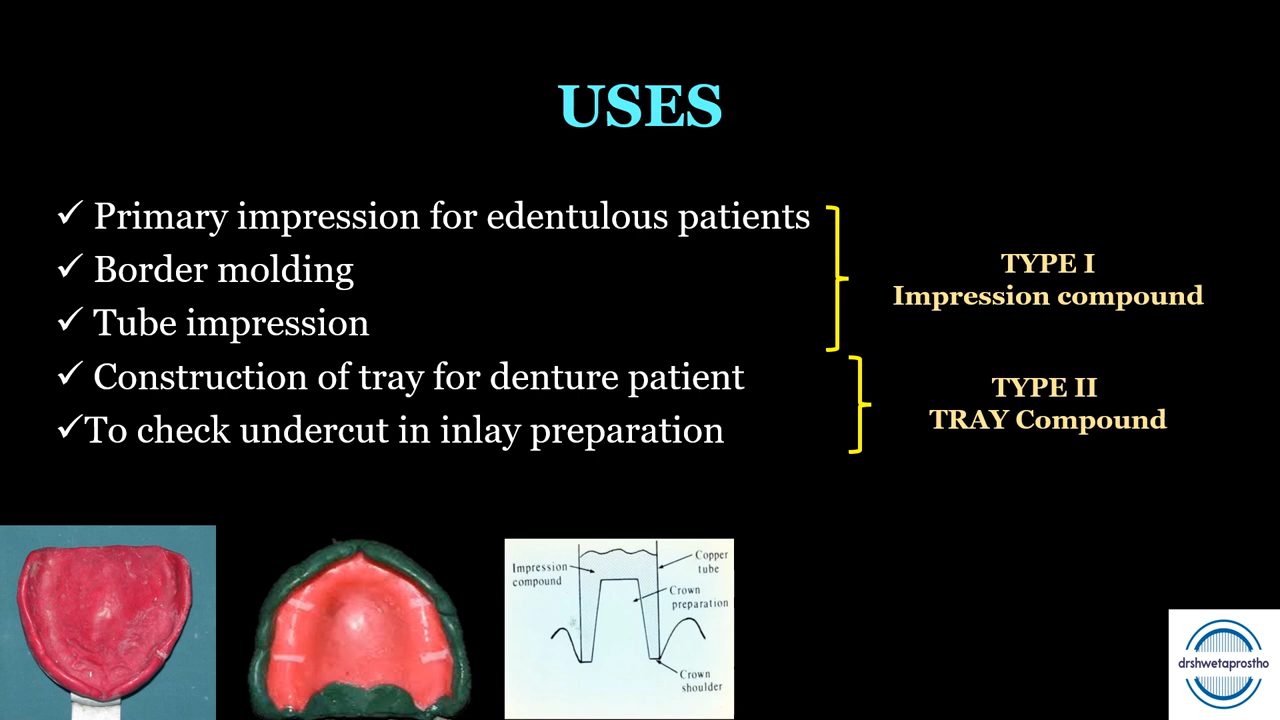 USES
✓ Primary impression for edentulous patients
✓ Border molding
✓ Tube impression
✓ Construction of tray for denture patient
✓To check undercut in inlay preparation
TYPE I
Impression compound
TYPE II
TRAY Compound
Impression
compound
Copper
tube
Crown
preparation
Crown
shoulder
drshwetaprostho